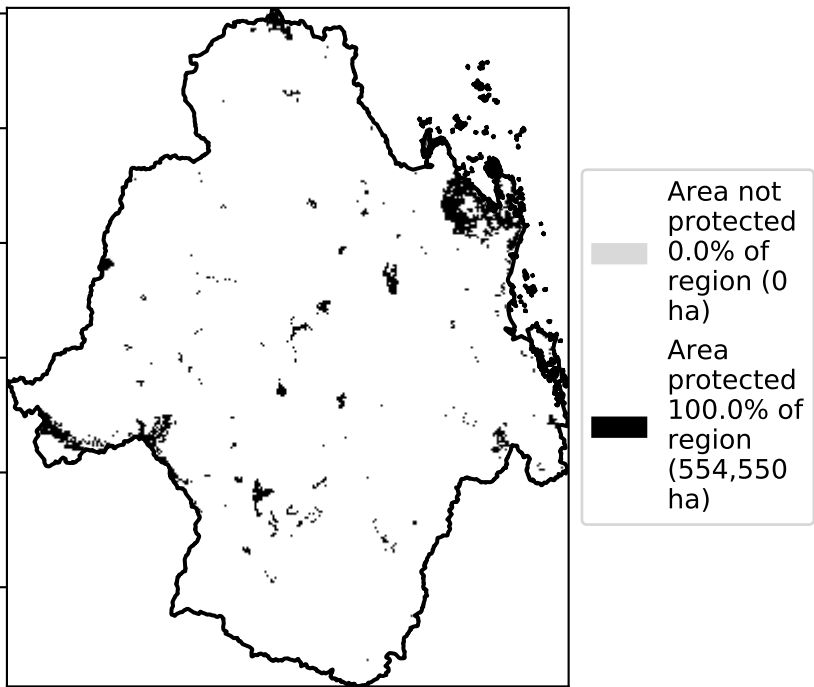 Area not
protected
0.0% of
region (0
ha)
Area
protected
100.0% of
region
(554,550
ha)